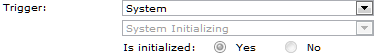 Trigger: System
System Initializing
Is initialized: Yes No